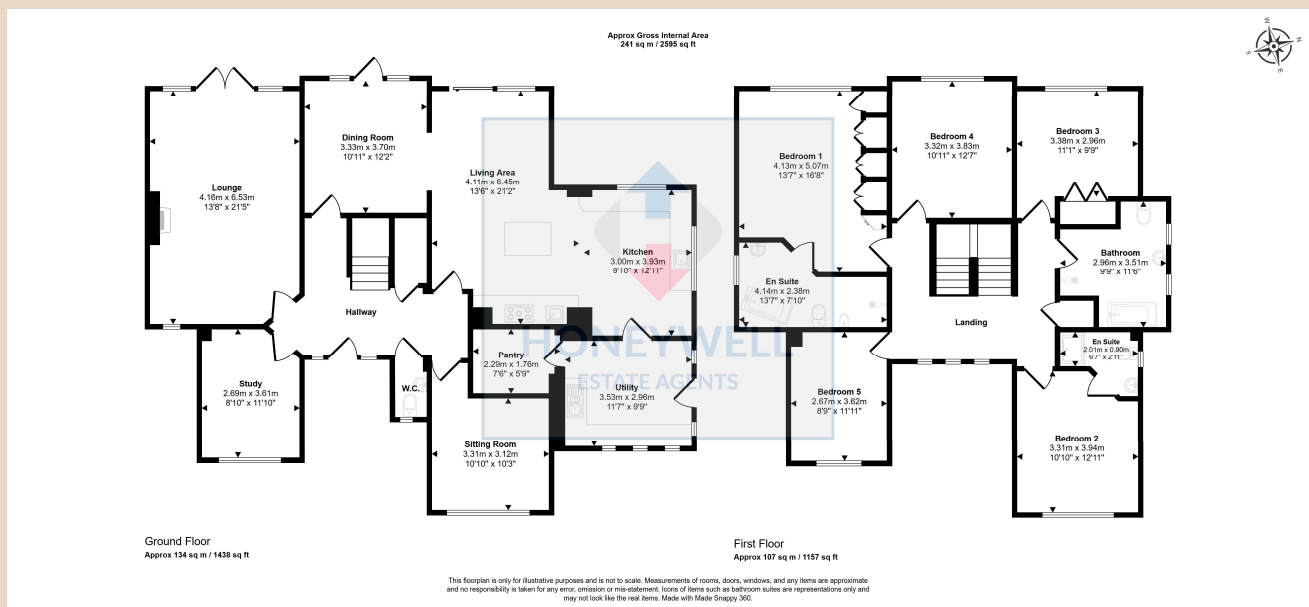 Approx Gross Internal Area
241 sq m / 2595 sq ft
W
N
S
E
Lounge
4.16m x 6.53m
13'8" x 21'5"
Dining Room
3.33m x 3.70m
10'11" x 12'2"
Living Area
4.11m x 6.45m
13'6" x 21'2"
Kitchen
3.00m x 3.93m
9'10" x 12'11"
Hallway
Study
2.69m x 3.61m
8'10" x 11'10"
W.C.
Pantry
2.29m x 1.76m
7'6" x 5'9"
Utility
3.53m x 2.96m
11'7" x 9'9"
Sitting Room
3.31m x 3.12m
10'10" x 10'3"
HONEYWELL
ESTATE AGENTS
Bedroom 1
4.13m x 5.07m
13'7" x 16'8"
Bedroom 4
3.32m x 3.83m
10'11" x 12'7"
Bedroom 3
3.38m x 2.96m
11'1" x 9'9"
En Suite
4.14m x 2.38m
13'7" x 7'10"
Bathroom
2.96m x 3.51m
9'9" x 11'6"
Landing
En Suite
2.01m x 0.90m
6'7" x 2'11"
Bedroom 5
2.67m x 3.62m
8'9" x 11'11"
Bedroom 2
3.31m x 3.94m
10'10" x 12'11"
Ground Floor
Approx 134 sq m / 1438 sq ft
First Floor
Approx 107 sq m / 1157 sq ft
This floorplan is only for illustrative purposes and is not to scale. Measurements of rooms, doors, windows, and any items are approximate
and no responsibility is taken for any error, omission or mis-statement. Icons of items such as bathroom suites are representations only and
may not look like the real items. Made with Made Snappy 360.